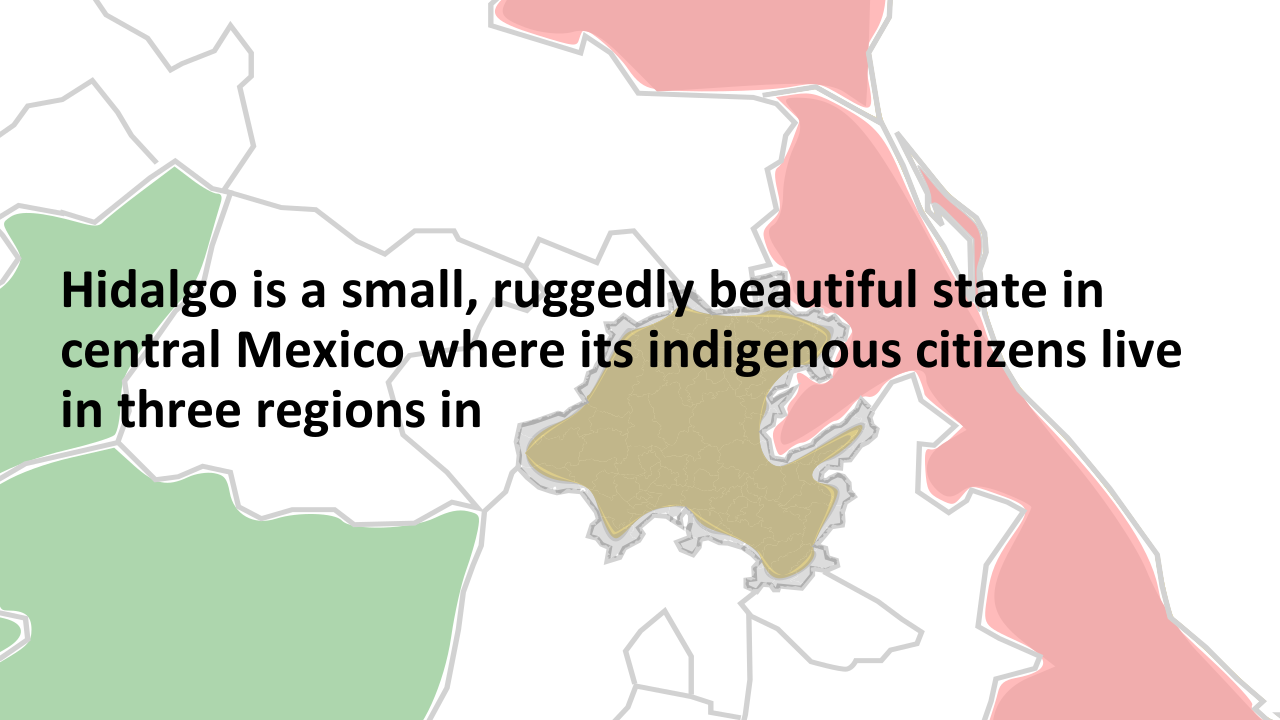 Hidalgo is a small, ruggedly beautiful state in
central Mexico where its indigenous citizens live
in three regions in